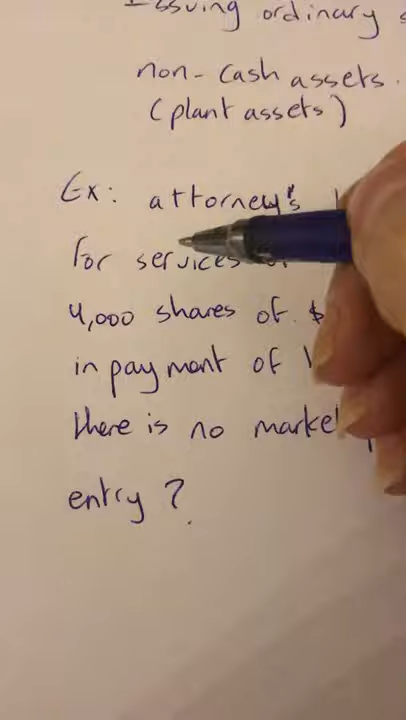 Issuing ordinary
non-cash assets.
(plant assets)
Ex: attorney's
for services
4,000 shares of $
in payment of
there is no market
entry?